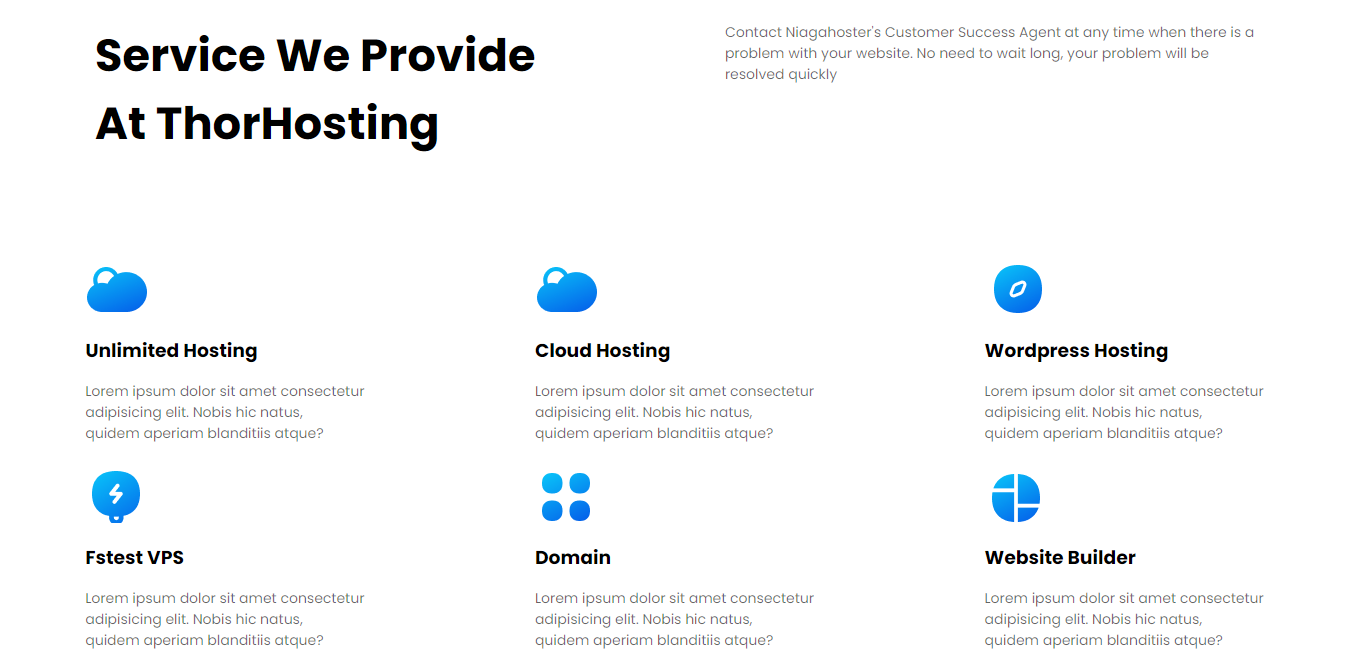 Service We Provide
At ThorHosting
Contact Niagahoster's Customer Success Agent at any time when there is a
problem with your website. No need to wait long, your problem will be
resolved quickly
Unlimited Hosting
Lorem ipsum dolor sit amet consectetur
adipisicing elit. Nobis hic natus,
quidem aperiam blanditiis atque?
Cloud Hosting
Lorem ipsum dolor sit amet consectetur
adipisicing elit. Nobis hic natus,
quidem aperiam blanditiis atque?
Wordpress Hosting
Lorem ipsum dolor sit amet consectetur
adipisicing elit. Nobis hic natus,
quidem aperiam blanditiis atque?
Fstest VPS
Lorem ipsum dolor sit amet consectetur
adipisicing elit. Nobis hic natus,
quidem aperiam blanditiis atque?
Domain
Lorem ipsum dolor sit amet consectetur
adipisicing elit. Nobis hic natus,
quidem aperiam blanditiis atque?
Website Builder
Lorem ipsum dolor sit amet consectetur
adipisicing elit. Nobis hic natus,
quidem aperiam blanditiis atque?